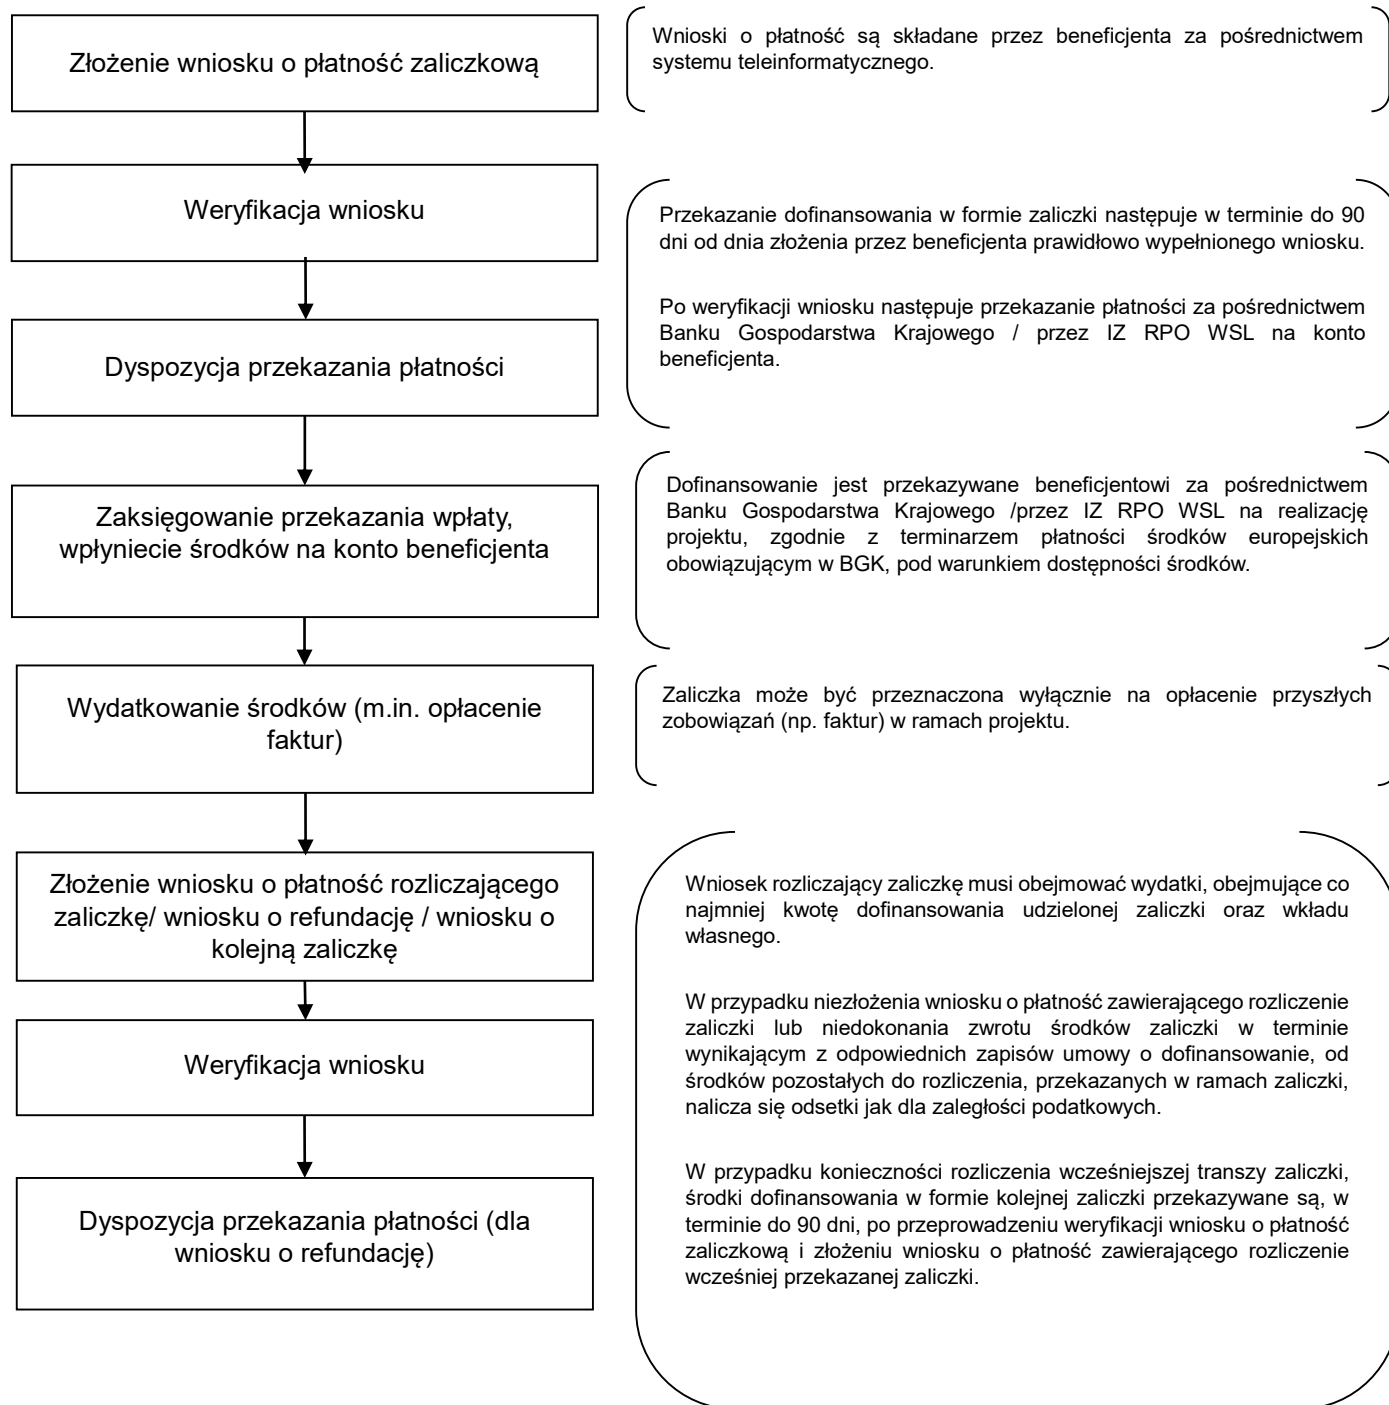 Złożenie wniosku o płatność zaliczkową
Wnioski o płatność są składane przez beneficjenta za pośrednictwem
systemu teleinformatycznego.
Weryfikacja wniosku
Przekazanie dofinansowania w formie zaliczki następuje w terminie do 90
dni od dnia złożenia przez beneficjenta prawidłowo wypełnionego wniosku.
Po weryfikacji wniosku następuje przekazanie płatności za pośrednictwem
Banku Gospodarstwa Krajowego / przez IZ RPO WSL na konto
beneficjenta.
Dyspozycja przekazania płatności
Zaksięgowanie przekazania wpłaty,
wpłyniecie środków na konto beneficjenta
Dofinansowanie jest przekazywane beneficjentowi za pośrednictwem
Banku Gospodarstwa Krajowego /przez IZ RPO WSL na realizację
projektu, zgodnie z terminarzem płatności środków europejskich
obowiązującym w BGK, pod warunkiem dostępności środków.
Wydatkowanie środków (m.in. opłacenie
faktur)
Zaliczka może być przeznaczona wyłącznie na opłacenie przyszłych
zobowiązań (np. faktur) w ramach projektu.
Złożenie wniosku o płatność rozliczającego
zaliczkę/ wniosku o refundację / wniosku o
kolejną zaliczkę
Wniosek rozliczający zaliczkę musi obejmować wydatki, obejmujące co
najmniej kwotę dofinansowania udzielonej zaliczki oraz wkładu
własnego.
W przypadku niezłożenia wniosku o płatność zawierającego rozliczenie
zaliczki lub niedokonania zwrotu środków zaliczki w terminie
wynikającym z odpowiednich zapisów umowy o dofinansowanie, od
środków pozostałych do rozliczenia, przekazanych w ramach zaliczki,
nalicza się odsetki jak dla zaległości podatkowych.
W przypadku konieczności rozliczenia wcześniejszej transzy zaliczki,
środki dofinansowania w formie kolejnej zaliczki przekazywane są, w
terminie do 90 dni, po przeprowadzeniu weryfikacji wniosku o płatność
zaliczkową i złożeniu wniosku o płatność zawierającego rozliczenie
wcześniej przekazanej zaliczki.
Weryfikacja wniosku
Dyspozycja przekazania płatności (dla
wniosku o refundację)